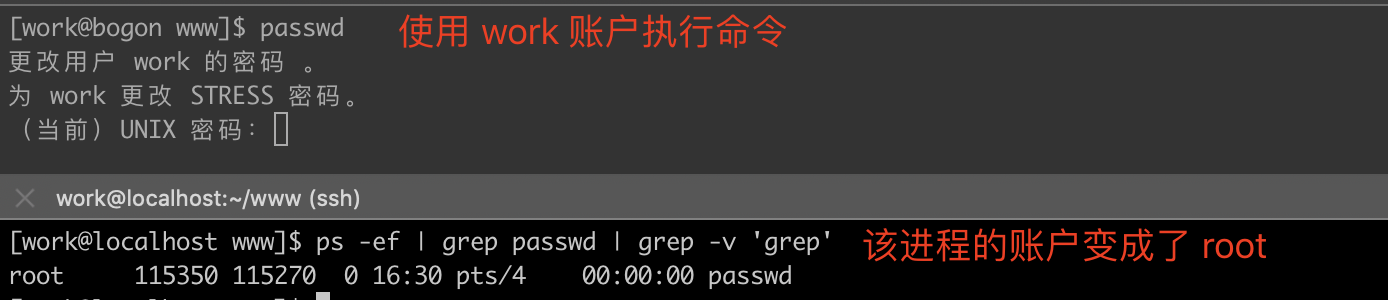 [work@bogon www]$ passwd
使用 work 账户执行命令
更改用户 work 的密码 。
为 work 更改 STRESS 密码。
（当前）UNIX 密码：
work@localhost:~/www (ssh)
[work@localhost www]$ ps -ef | grep passwd | grep -v 'grep'
该进程的账户变成了 root
root 115350 115270 0 16:30 pts/4 00:00:00 passwd